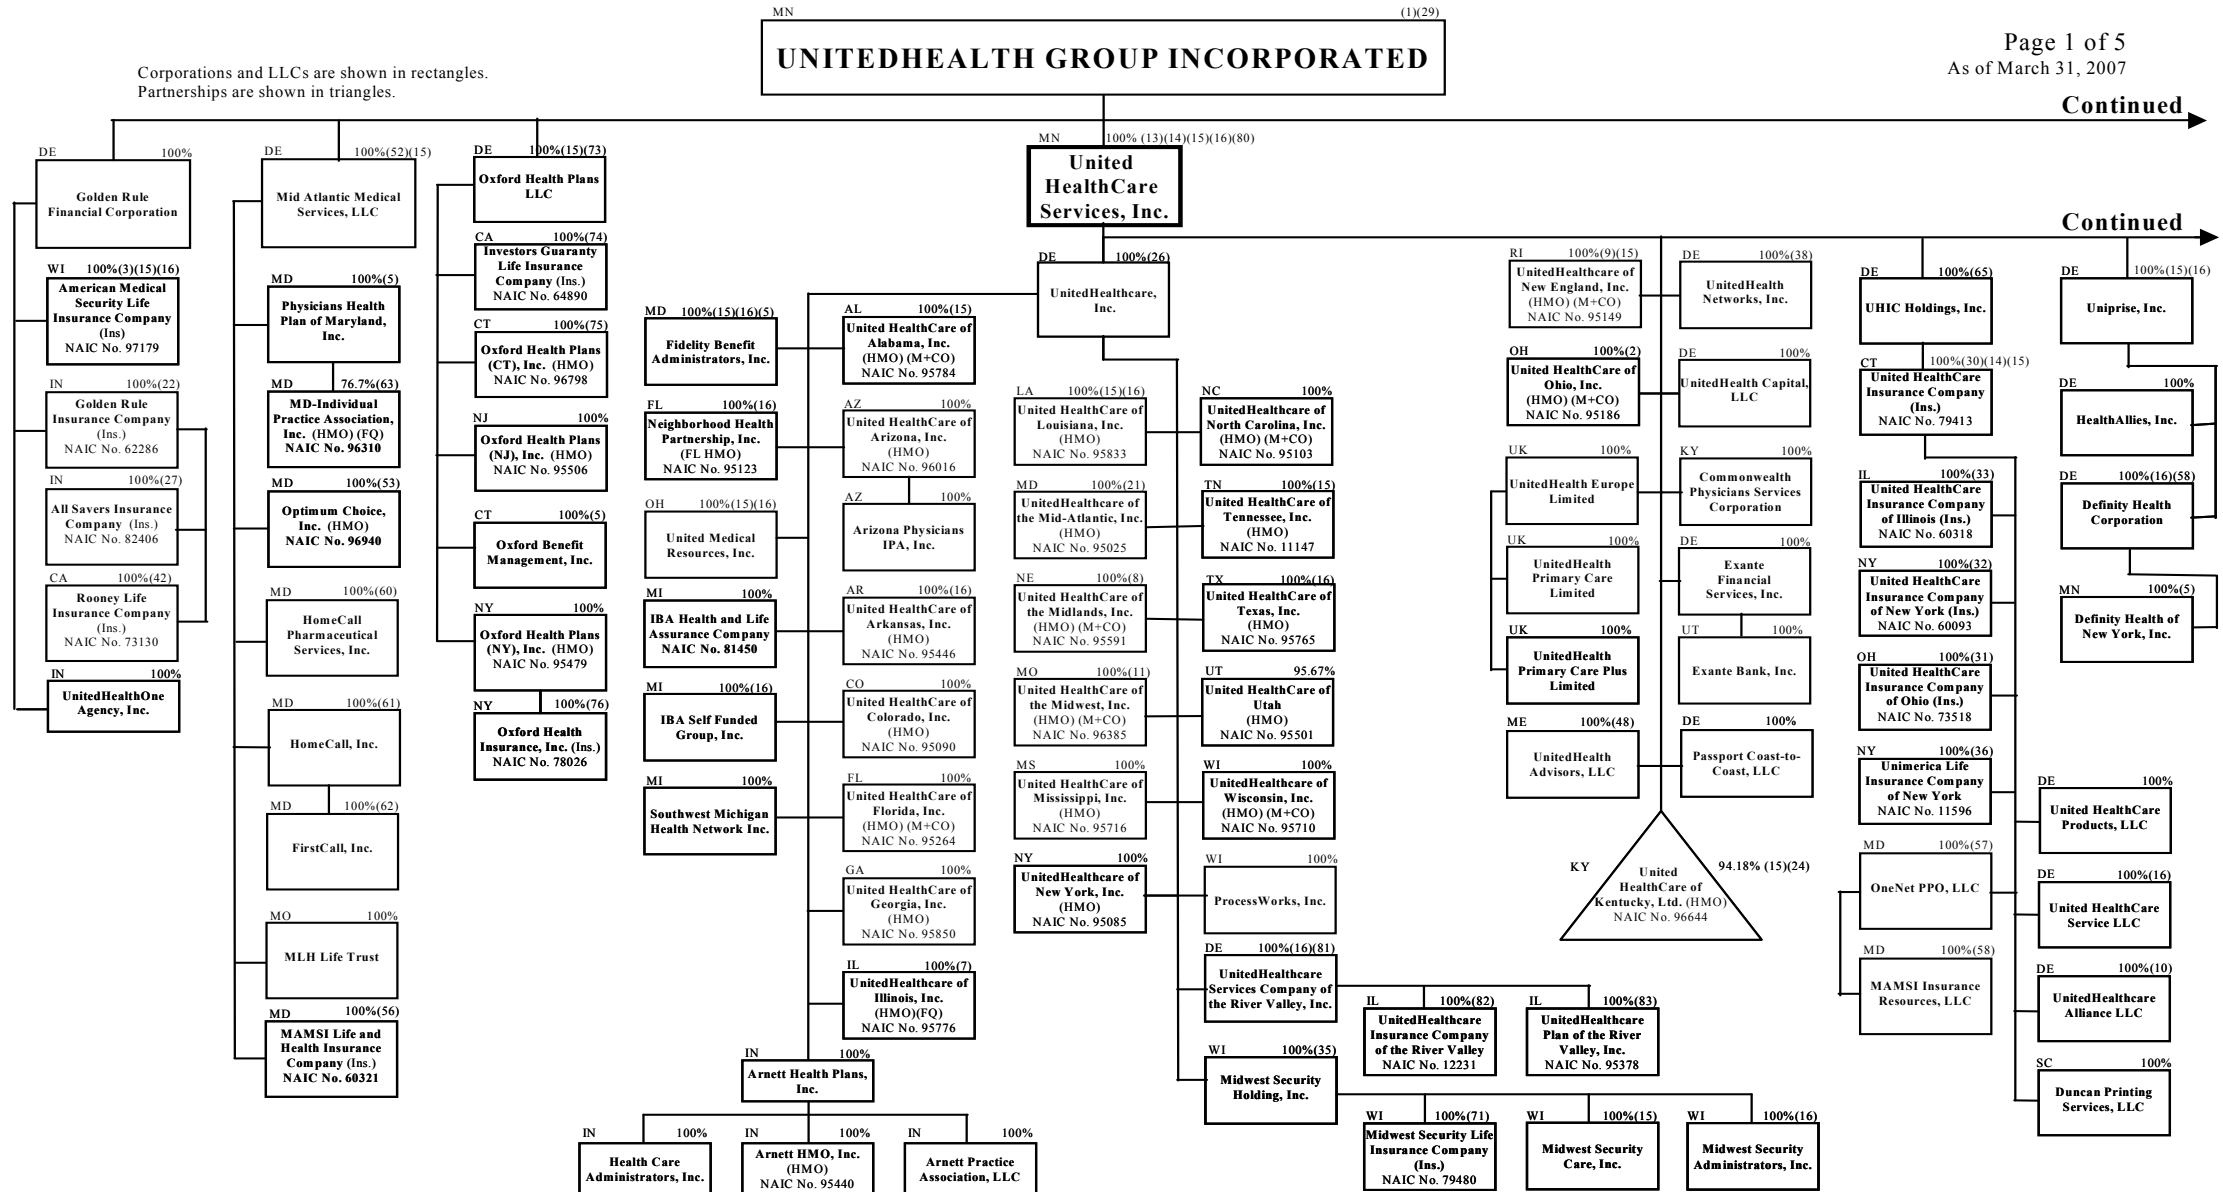 MN (1)(29)
UNITEDHEALTH GROUP INCORPORATED
Page 1 of 5
As of March 31, 2007
Corporations and LLCs are shown in rectangles.
Partnerships are shown in triangles.
Continued
DE 100%
Golden Rule
Financial Corporation
WI 100%(3)(15)(16)
American Medical
Security Life
Insurance Company
(Ins)
NAIC No. 97179
IN 100%(22)
Golden Rule
Insurance Company
(Ins.)
NAIC No. 62286
IN 100%(27)
All Savers Insurance
Company (Ins.)
NAIC No. 82406
CA 100%(42)
Rooney Life
Insurance Company
(Ins.)
NAIC No. 73130
IN 100%
UnitedHealthOne
Agency, Inc.
DE 100%(52)(15)
Mid Atlantic Medical
Services, LLC
MD 100%(5)
Physicians Health
Plan of Maryland,
Inc.
MD 76.7%(63)
MD-Individual
Practice Association,
Inc. (HMO) (FQ)
NAIC No. 96310
MD 100%(53)
Optimum Choice,
Inc. (HMO)
NAIC No. 96940
MD 100%(60)
HomeCall
Pharmaceutical
Services, Inc.
MD 100%(61)
HomeCall, Inc.
MD 100%(62)
FirstCall, Inc.
MO 100%
MLH Life Trust
MD 100%(56)
MAMSI Life and
Health Insurance
Company (Ins.)
NAIC No. 60321
DE 100%(15)(73)
Oxford Health Plans
LLC
CA 100%(74)
Investors Guaranty
Life Insurance
Company (Ins.)
NAIC No. 64890
CT 100%(75)
Oxford Health Plans
(CT), Inc. (HMO)
NAIC No. 96798
NJ 100%
Oxford Health Plans
(NJ), Inc. (HMO)
NAIC No. 95506
CT 100%(5)
Oxford Benefit
Management, Inc.
NY 100%
Oxford Health Plans
(NY), Inc. (HMO)
NAIC No. 95479
NY 100%(76)
Oxford Health
Insurance, Inc. (Ins.)
NAIC No. 78026
MN 100% (13)(14)(15)(16)(80)
United
HealthCare
Services, Inc.
Continued
DE 100%(26)
UnitedHealthcare,
Inc.
MD 100%(15)(16)(5)
Fidelity Benefit
Administrators, Inc.
FL 100%(16)
Neighborhood Health
Partnership, Inc.
(FL HMO)
NAIC No. 95123
OH 100%(15)(16)
United Medical
Resources, Inc.
MI 100%
IBA Health and Life
Assurance Company
NAIC No. 81450
MI 100%(16)
IBA Self Funded
Group, Inc.
MI 100%
Southwest Michigan
Health Network Inc.
AL 100%(15)
United HealthCare of
Alabama, Inc.
(HMO) (M+CO)
NAIC No. 95784
AZ 100%
United HealthCare of
Arizona, Inc.
(HMO)
NAIC No. 96016
AZ 100%
Arizona Physicians
IPA, Inc.
AR 100%(16)
United HealthCare of
Arkansas, Inc.
(HMO)
NAIC No. 95446
CO 100%
United HealthCare of
Colorado, Inc.
(HMO)
NAIC No. 95090
FL 100%
United HealthCare of
Florida, Inc.
(HMO) (M+CO)
NAIC No. 95264
GA 100%
United HealthCare of
Georgia, Inc.
(HMO)
NAIC No. 95850
IL 100%(7)
UnitedHealthcare of
Illinois, Inc.
(HMO)(FQ)
NAIC No. 95776
IN 100%
Arnett Health Plans,
Inc.
IN 100%
Health Care
Administrators, Inc.
IN 100%
Arnett HMO, Inc.
(HMO)
NAIC No. 95440
IN 100%
Arnett Practice
Association, LLC
LA 100%(15)(16)
United HealthCare of
Louisiana, Inc.
(HMO)
NAIC No. 95833
MD 100%(21)
UnitedHealthcare of
the Mid-Atlantic, Inc.
(HMO)
NAIC No. 95025
NE 100%(8)
United HealthCare of
the Midlands, Inc.
(HMO) (M+CO)
NAIC No. 95591
MO 100%(11)
United HealthCare of
the Midwest, Inc.
(HMO) (M+CO)
NAIC No. 96385
MS 100%
United HealthCare of
Mississippi, Inc.
(HMO)
NAIC No. 95716
NY 100%
UnitedHealthcare of
New York, Inc.
(HMO)
NAIC No. 95085
NC 100%
UnitedHealthcare of
North Carolina, Inc.
(HMO) (M+CO)
NAIC No. 95103
TN 100%(15)
United HealthCare of
Tennessee, Inc.
(HMO)
NAIC No. 11147
TX 100%(16)
United HealthCare of
Texas, Inc.
(HMO)
NAIC No. 95765
UT 95.67%
United HealthCare of
Utah
(HMO)
NAIC No. 95501
WI 100%
UnitedHealthcare of
Wisconsin, Inc.
(HMO) (M+CO)
NAIC No. 95710
WI 100%
ProcessWorks, Inc.
DE 100%(16)(81)
UnitedHealthcare
Services Company of
the River Valley, Inc.
IL 100%(82)
UnitedHealthcare
Insurance Company
of the River Valley
NAIC No. 12231
IL 100%(83)
UnitedHealthcare
Plan of the River
Valley, Inc.
NAIC No. 95378
WI 100%(35)
Midwest Security
Holding, Inc.
WI 100%(71)
Midwest Security Life
Insurance Company
(Ins.)
NAIC No. 79480
WI 100%(15)
Midwest Security
Care, Inc.
WI 100%(16)
Midwest Security
Administrators, Inc.
RI 100%(9)(15)
UnitedHealthcare of
New England, Inc.
(HMO) (M+CO)
NAIC No. 95149
OH 100%(2)
United HealthCare of
Ohio, Inc.
(HMO) (M+CO)
NAIC No. 95186
UK 100%
UnitedHealth Europe
Limited
UK 100%
UnitedHealth
Primary Care
Limited
UK 100%
UnitedHealth
Primary Care Plus
Limited
ME 100%(48)
UnitedHealth
Advisors, LLC
DE 100%(38)
UnitedHealth
Networks, Inc.
DE 100%
UnitedHealth Capital,
LLC
KY 100%
Commonwealth
Physicians Services
Corporation
DE 100%
Exante
Financial
Services, Inc.
UT 100%
Exante Bank, Inc.
DE 100%
Passport Coast-to-
Coast, LLC
KY 94.18% (15)(24)
United
HealthCare of
Kentucky, Ltd. (HMO)
NAIC No. 96644
DE 100%(65)
UHIC Holdings, Inc.
CT 100%(30)(14)(15)
United HealthCare
Insurance Company
(Ins.)
NAIC No. 79413
IL 100%(33)
United HealthCare
Insurance Company
of Illinois (Ins.)
NAIC No. 60318
NY 100%(32)
United HealthCare
Insurance Company
of New York (Ins.)
NAIC No. 60093
OH 100%(31)
United HealthCare
Insurance Company
of Ohio (Ins.)
NAIC No. 73518
NY 100%(36)
Unimerica Life
Insurance Company
of New York
NAIC No. 11596
MD 100%(57)
OneNet PPO, LLC
MD 100%(58)
MAMSI Insurance
Resources, LLC
DE 100%(15)(16)
Uniprise, Inc.
DE 100%
HealthAllies, Inc.
DE 100%(16)(58)
Definity Health
Corporation
MN 100%(5)
Definity Health of
New York, Inc.
DE 100%
United HealthCare
Products, LLC
DE 100%(16)
United HealthCare
Service LLC
DE 100%(10)
UnitedHealthcare
Alliance LLC
SC 100%
Duncan Printing
Services, LLC